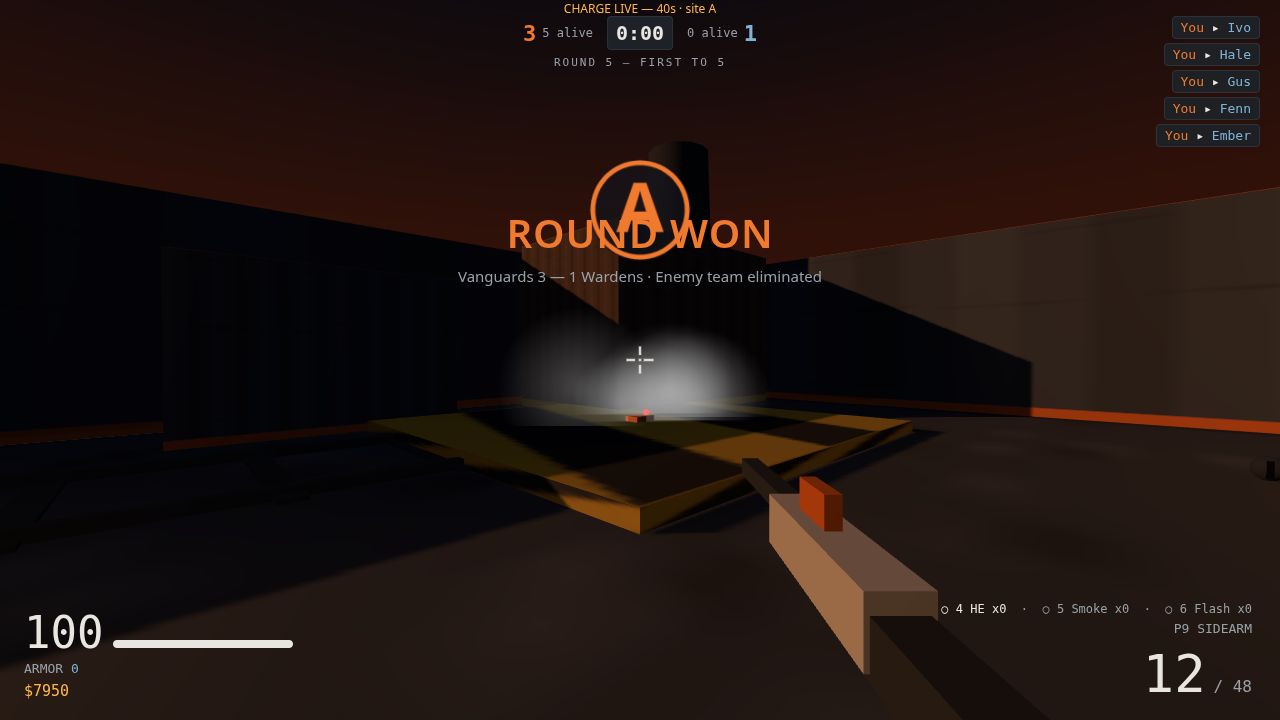 CHARGE LIVE — 40s · site A
3 5 alive 0:00 0 alive 1
ROUND 5 — FIRST TO 5
You ▸ Ivo
You ▸ Hale
You ▸ Gus
You ▸ Fenn
You ▸ Ember
A
ROUND WON
Vanguards 3 — 1 Wardens · Enemy team eliminated
100
ARMOR 0
$7950
○ 4 HE x0 · ○ 5 Smoke x0 · ○ 6 Flash x0
P9 SIDEARM
12 / 48